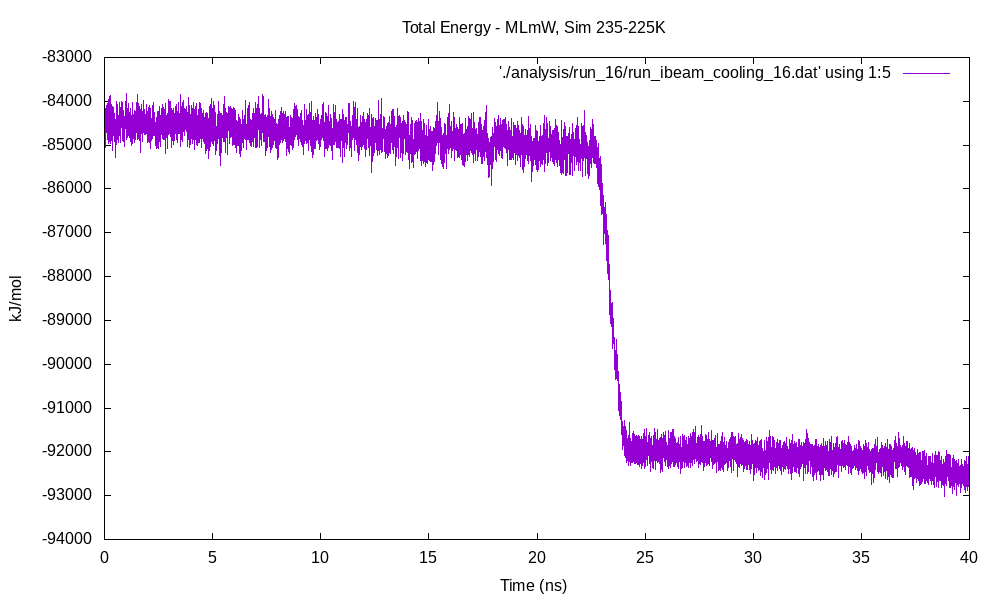 Total Energy - MLmW, Sim 235-225K
'./analysis/run_16/run_ibeam_cooling_16.dat' using 1:5
-83000
-84000
-85000
-86000
-87000
-88000
-89000
-90000
-91000
-92000
-93000
-94000
kJ/mol
0 5 10 15 20 25 30 35 40
Time (ns)